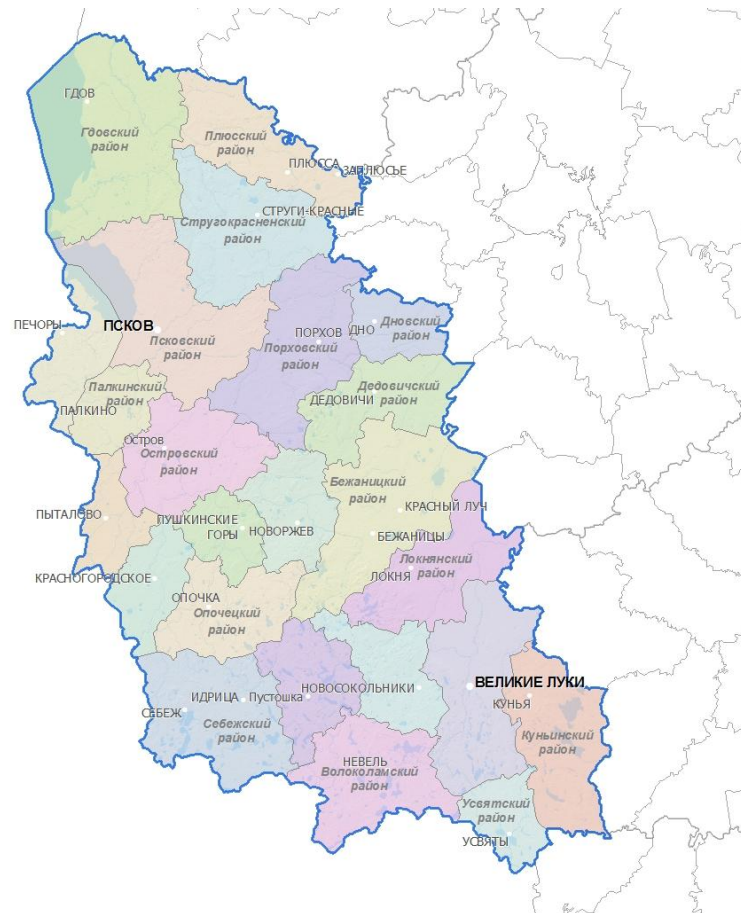 ГДОВ
Гдовский
район
Плюсский
район
ПЛЮССА
ЗАПЛЮСЬЕ
СТРУГИ-КРАСНЫЕ
Стругокрасненский
район
ПЕЧОРЫ
ПСКОВ
Псковский
район
ПОРХОВ
Порховский
район
ДНО
Дновский
район
Палкинский
район
ПАЛКИНО
ДЕДОВИЧИ
Дедовичский
район
Остров
Островский
район
Бежаницкий
район
КРАСНЫЙ ЛУЧ
ПЫТАЛОВО
ПУШКИНСКИЕ
ГОРЫ
НОВОРЖЕВ
БЕЖАНИЦЫ
Локнянский
район
ЛОКНЯ
КРАСНОГОРОДСКОЕ
ОПОЧКА
Опочецкий
район
ИДРИЦА
Пустошка
НОВОСОКОЛЬНИКИ
ВЕЛИКИЕ ЛУКИ
КУНЬЯ
СЕБЕЖ
Себежский
район
Куньинский
район
НЕВЕЛЬ
Волоколамский
район
Усвятский
район
УСВЯТЫ